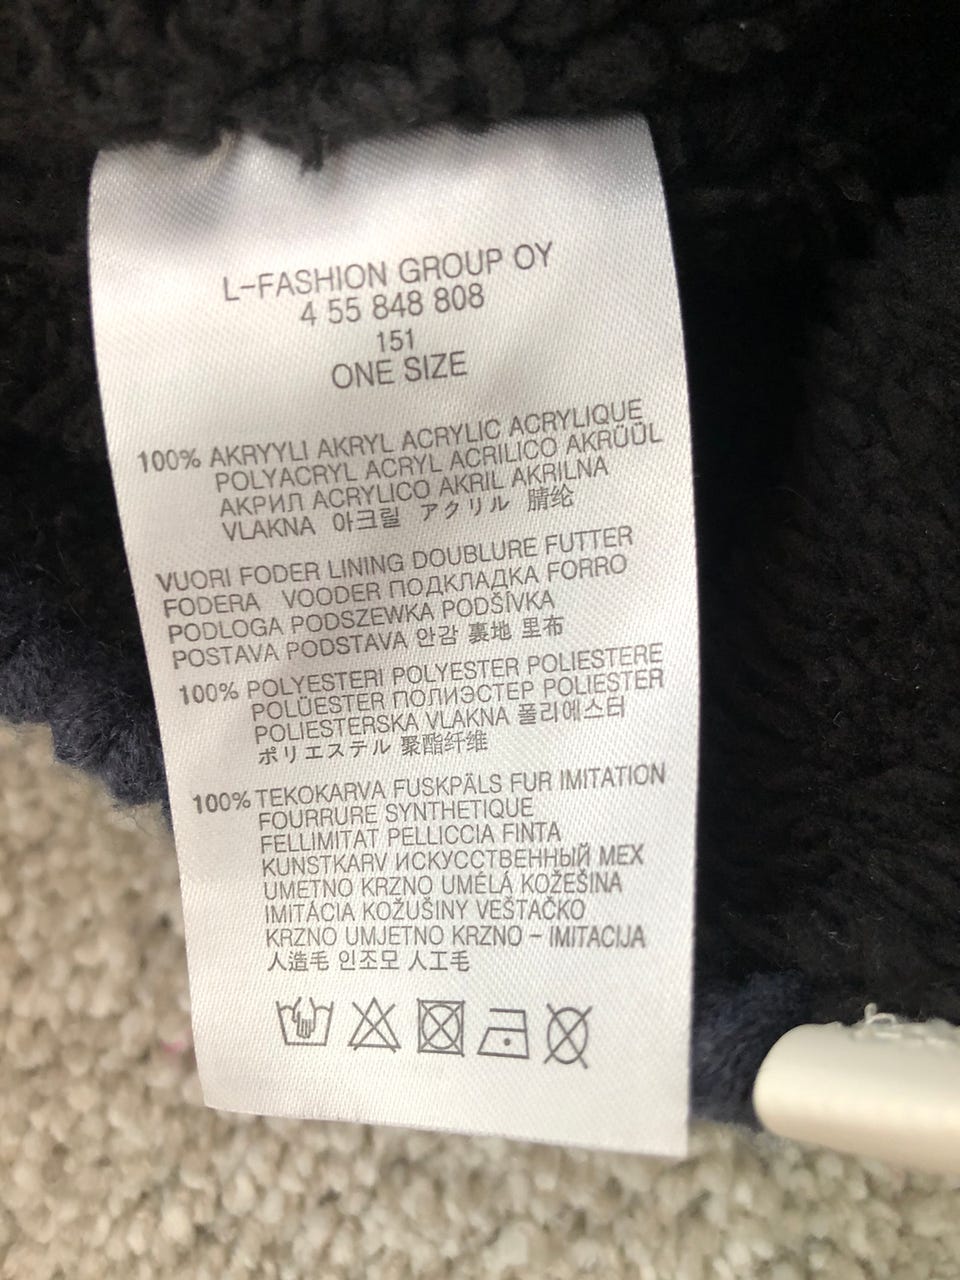 L-FASHION GROUP OY
4 55 848 808
151
ONE SIZE
100% AKRYYLI AKRYL ACRYLIC ACRYLIQUE
POLYACRYL ACRYL ACRILICO AKRÜÜL
АКРИЛ ACRYLICO AKRIL AKRILNA
VLAKNA 아크릴 アクリル 腈纶
VUORI FODER LINING DOUBLURE FUTTER
FODERA VOODER ПОДКЛАДКА FORRO
PODLOGA PODSZEWKA PODŠÍVKA
POSTAVA PODSTAVA 안감 裏地 里布
100% POLYESTERI POLYESTER POLIESTERE
POLÜESTER ПОЛИЭСТЕР POLIESTER
POLIESTERSKA VLAKNA 폴리에스터
ポリエステル 聚酯纤维
100% TEKOKARVA FUSKPÄLS FUR IMITATION
FOURRURE SYNTHETIQUE
FELLIMITAT PELLICCIA FINTA
KUNSTKARV ИСКУССТВЕННЫЙ МЕХ
UMETNO KRZNO UMÉLÁ KOŽEŠINA
IMITÁCIA KOŽUŠINY VEŠTAČKO
KRZNO UMJETNO KRZNO - IMITACIJA
人造毛 인조모 人工毛